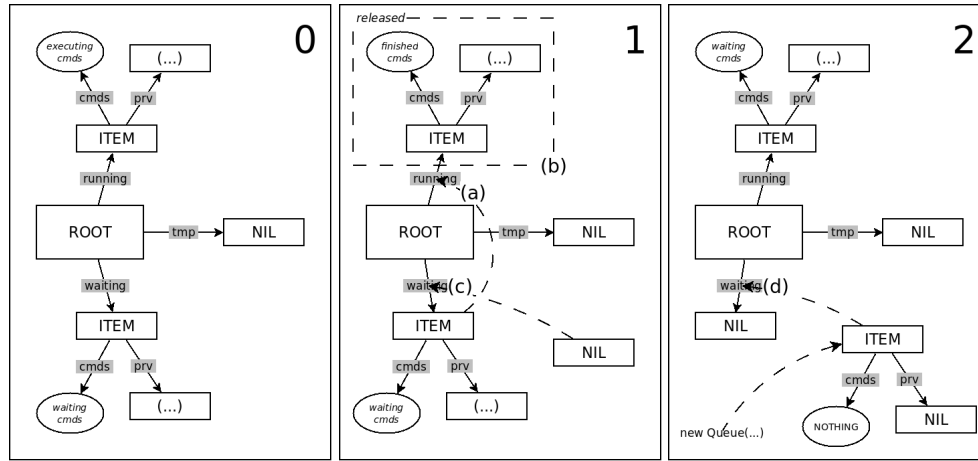 0
executing
cmds
(...)
cmds
prv
ITEM
running
ROOT
tmp
NIL
waiting
ITEM
cmds
prv
waiting
cmds
(...)
released
1
finished
cmds
(...)
cmds
prv
ITEM
(b)
running
(a)
ROOT
tmp
NIL
waiting
(c)
ITEM
NIL
cmds
prv
waiting
cmds
(...)
2
waiting
cmds
(...)
cmds
prv
ITEM
running
ROOT
tmp
NIL
waiting
(d)
NIL
ITEM
cmds
prv
new Queue(...)
NOTHING
NIL